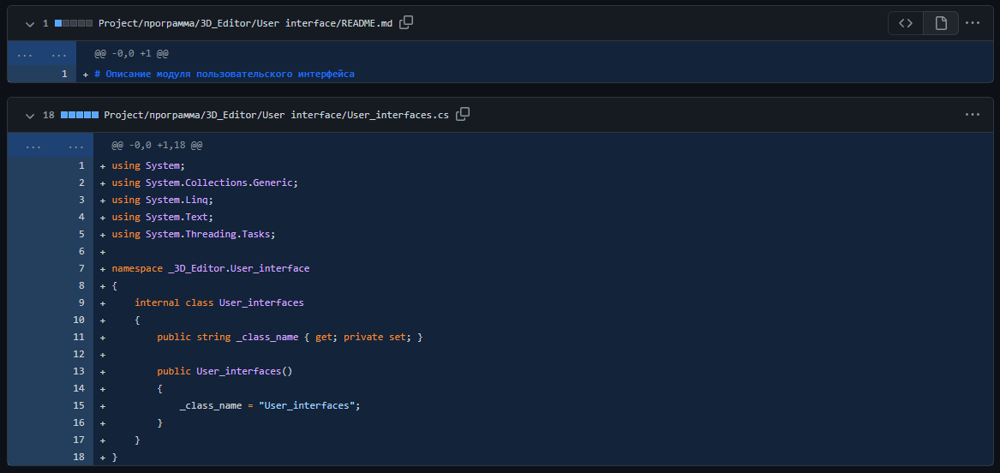 1 Project/программа/3D_Editor/User interface/README.md
... ... @@ -0,0 +1 @@
1 + # Описание модуля пользовательского интерфейса
18 Project/программа/3D_Editor/User interface/User_interfaces.cs
... ... @@ -0,0 +1,18 @@
1 + using System;
2 + using System.Collections.Generic;
3 + using System.Linq;
4 + using System.Text;
5 + using System.Threading.Tasks;
6 +
7 + namespace _3D_Editor.User_interface
8 + {
9 +     internal class User_interfaces
10 +     {
11 +         public string _class_name { get; private set; }
12 +
13 +         public User_interfaces()
14 +         {
15 +             _class_name = "User_interfaces";
16 +         }
17 +     }
18 + }